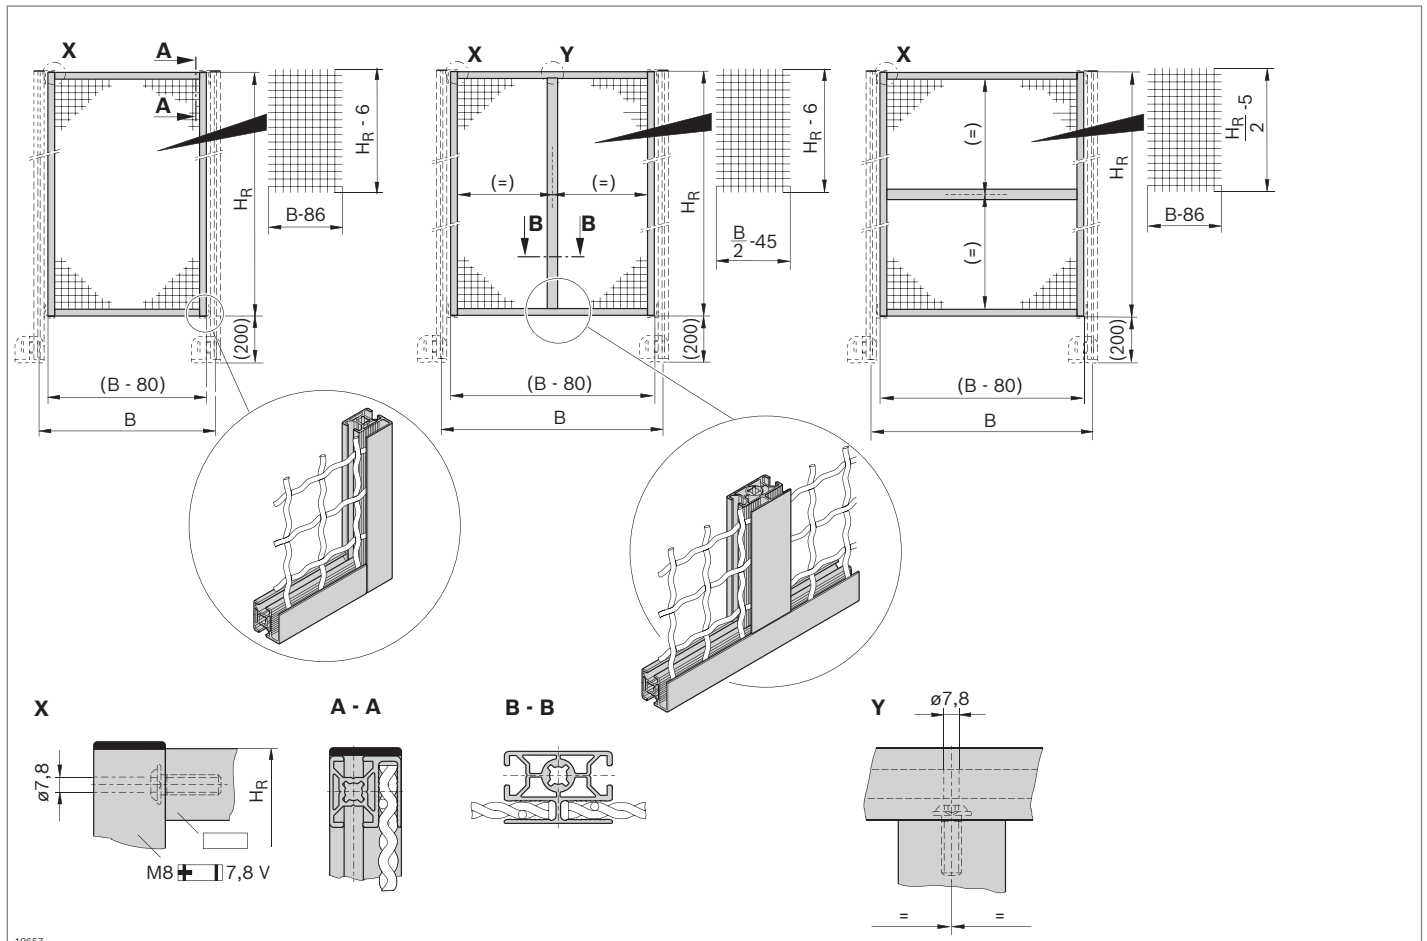 X
A
A
H_R
H_R - 6
B-86
(200)
(B - 80)
B
X
Y
(=)
(=)
B
B
H_R
H_R - 6
B
2
-45
(200)
(B - 80)
B
X
(=)
(=)
H_R
H_R
2
-5
B-86
(200)
(B - 80)
B
X
ø7,8
H_R
M8
7,8 V
A - A
B - B
Y
ø7,8
=
=